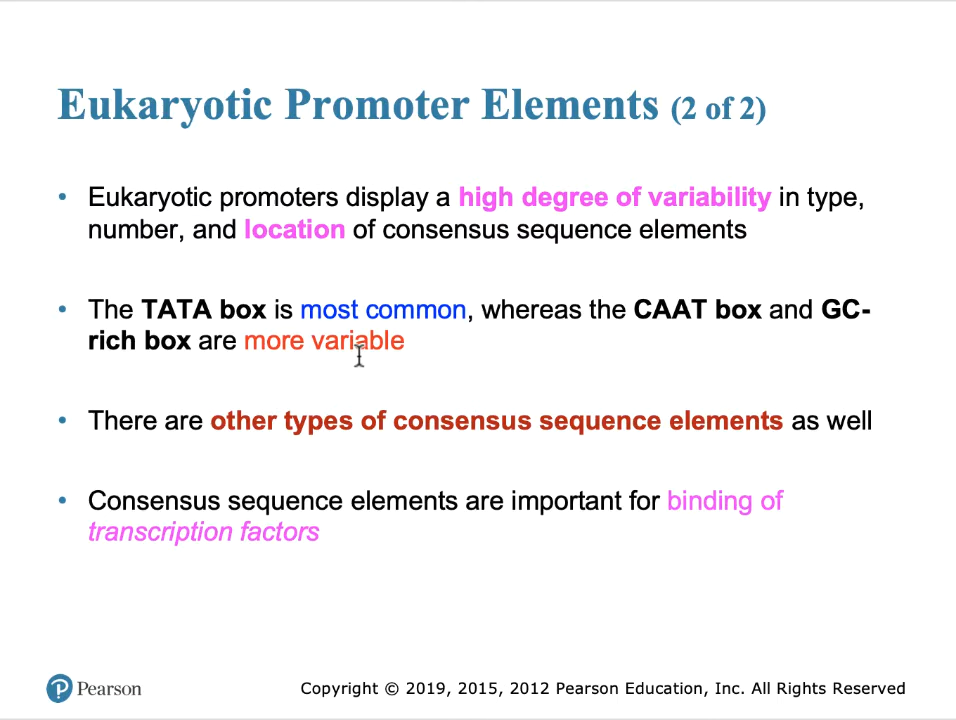 Eukaryotic Promoter Elements (2 of 2)
• Eukaryotic promoters display a high degree of variability in type,
number, and location of consensus sequence elements
• The TATA box is most common, whereas the CAAT box and GC-
rich box are more variable
• There are other types of consensus sequence elements as well
• Consensus sequence elements are important for binding of
transcription factors
Pearson
Copyright © 2019, 2015, 2012 Pearson Education, Inc. All Rights Reserved